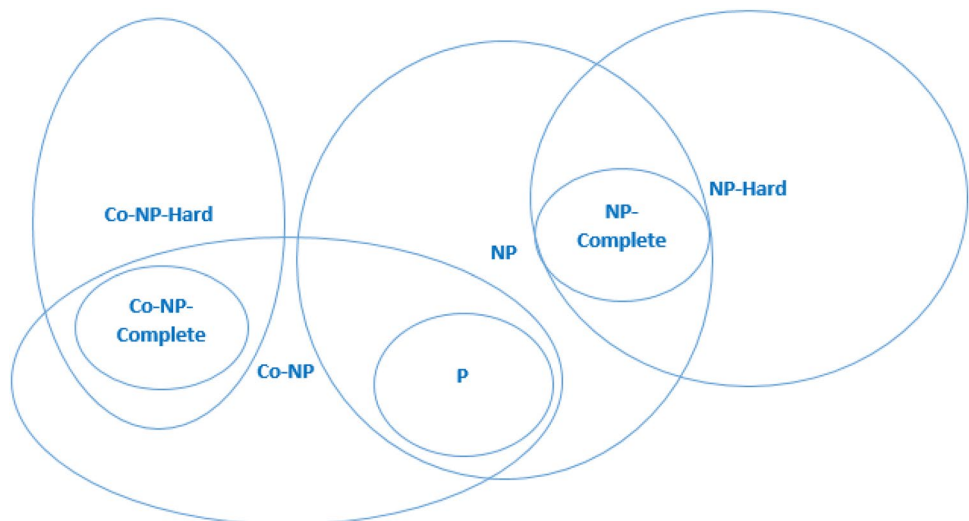 NP-Hard
Co-NP-Hard
NP-
Complete
NP
Co-NP-
Complete
Co-NP
P